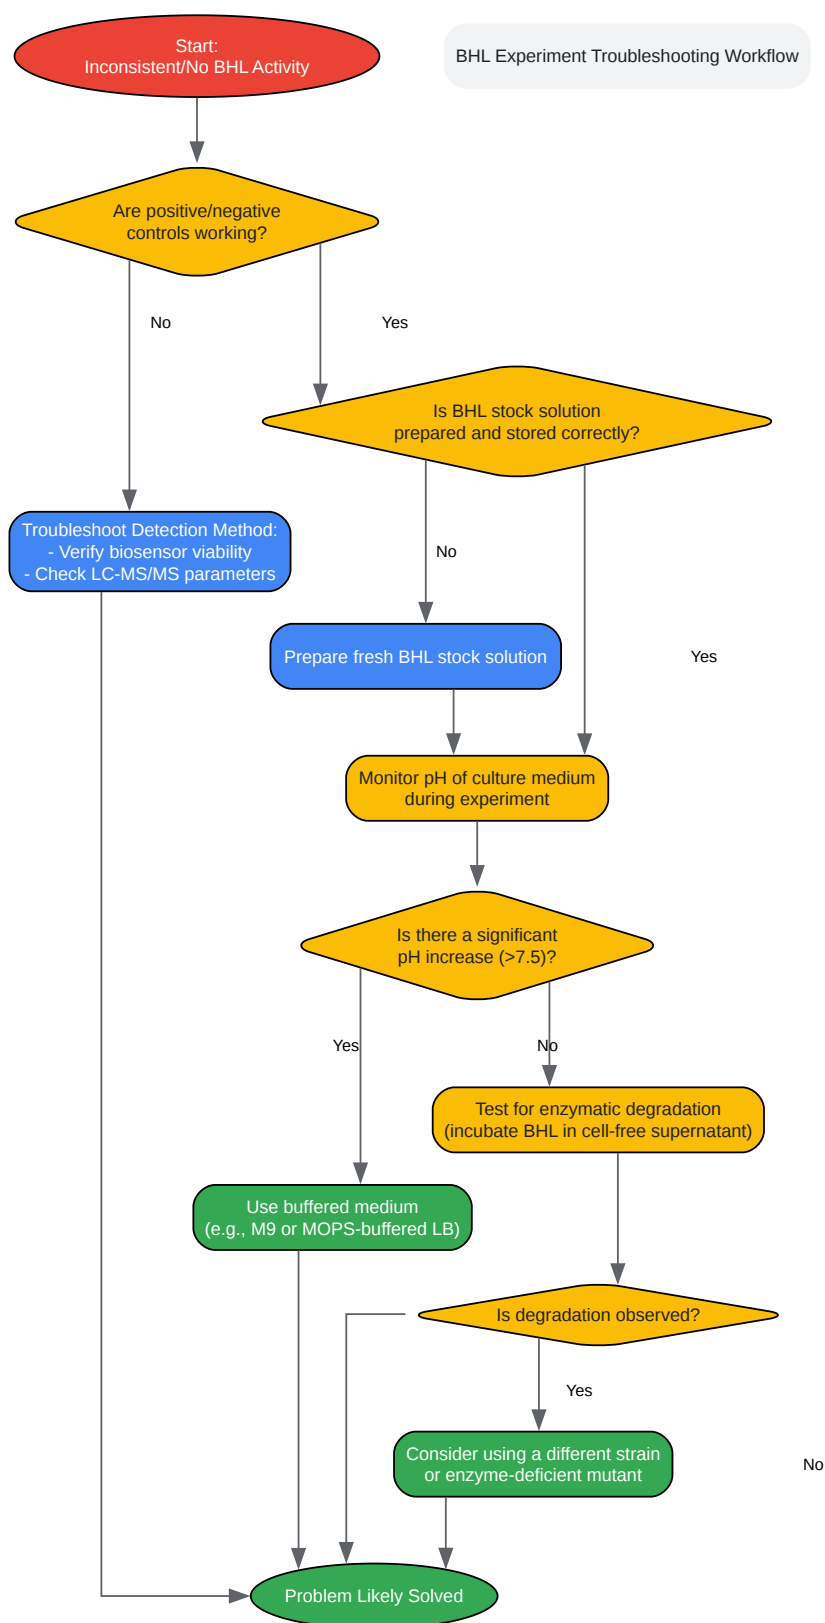 Start:
Inconsistent/No BHL Activity
BHL Experiment Troubleshooting Workflow
Are positive/negative
controls working?
No
Yes
Is BHL stock solution
prepared and stored correctly?
Troubleshoot Detection Method:
- Verify biosensor viability
- Check LC-MS/MS parameters
No
Prepare fresh BHL stock solution
Yes
Monitor pH of culture medium
during experiment
Is there a significant
pH increase (>7.5)?
Yes
No
Test for enzymatic degradation
(incubate BHL in cell-free supernatant)
Use buffered medium
(e.g., M9 or MOPS-buffered LB)
Is degradation observed?
Yes
Consider using a different strain
or enzyme-deficient mutant
No
Problem Likely Solved